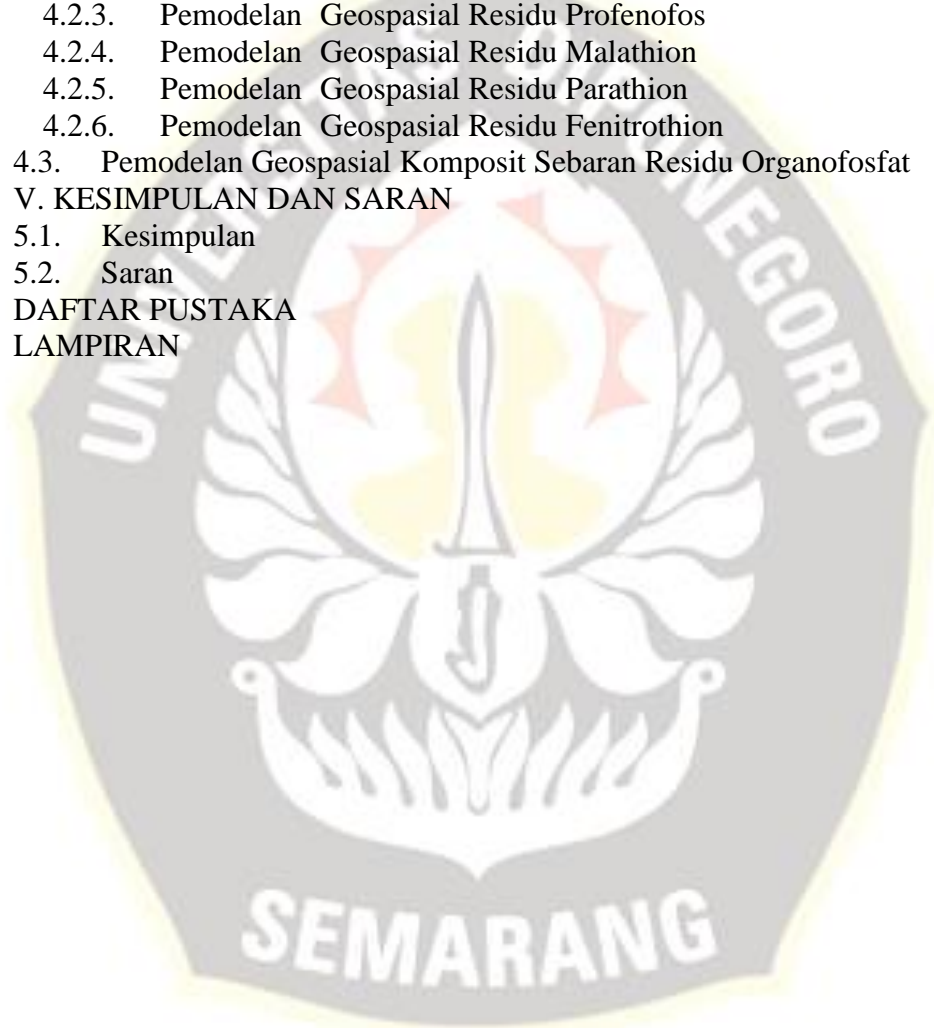 4.2.3. Pemodelan Geospasial Residu Profenofos
4.2.4. Pemodelan Geospasial Residu Malathion
4.2.5. Pemodelan Geospasial Residu Parathion
4.2.6. Pemodelan Geospasial Residu Fenitrothion
4.3. Pemodelan Geospasial Komposit Sebaran Residu Organofosfat
V. KESIMPULAN DAN SARAN
5.1. Kesimpulan
5.2. Saran
DAFTAR PUSTAKA
LAMPIRAN
UNIVERSITAS DIPONEGORO
SEMARANG